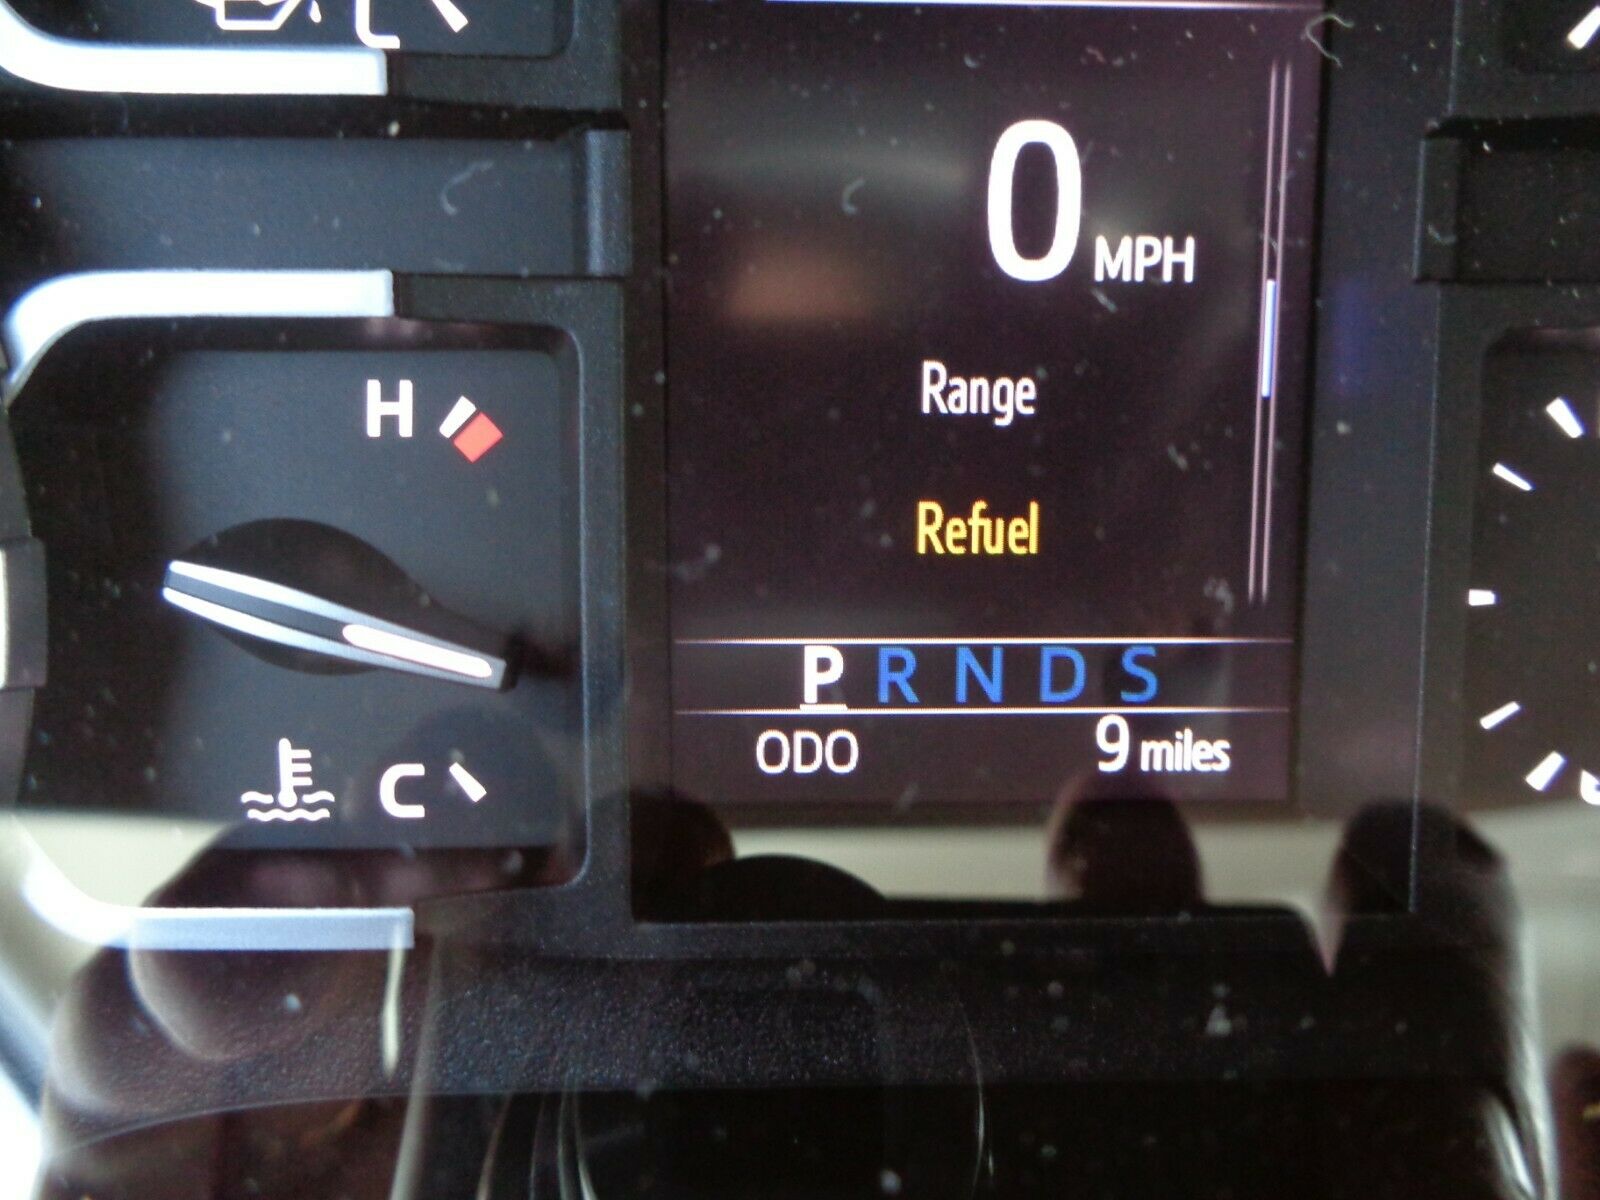 L
0 MPH
Range
H
Refuel
P R N D S
ODO 9 miles
C